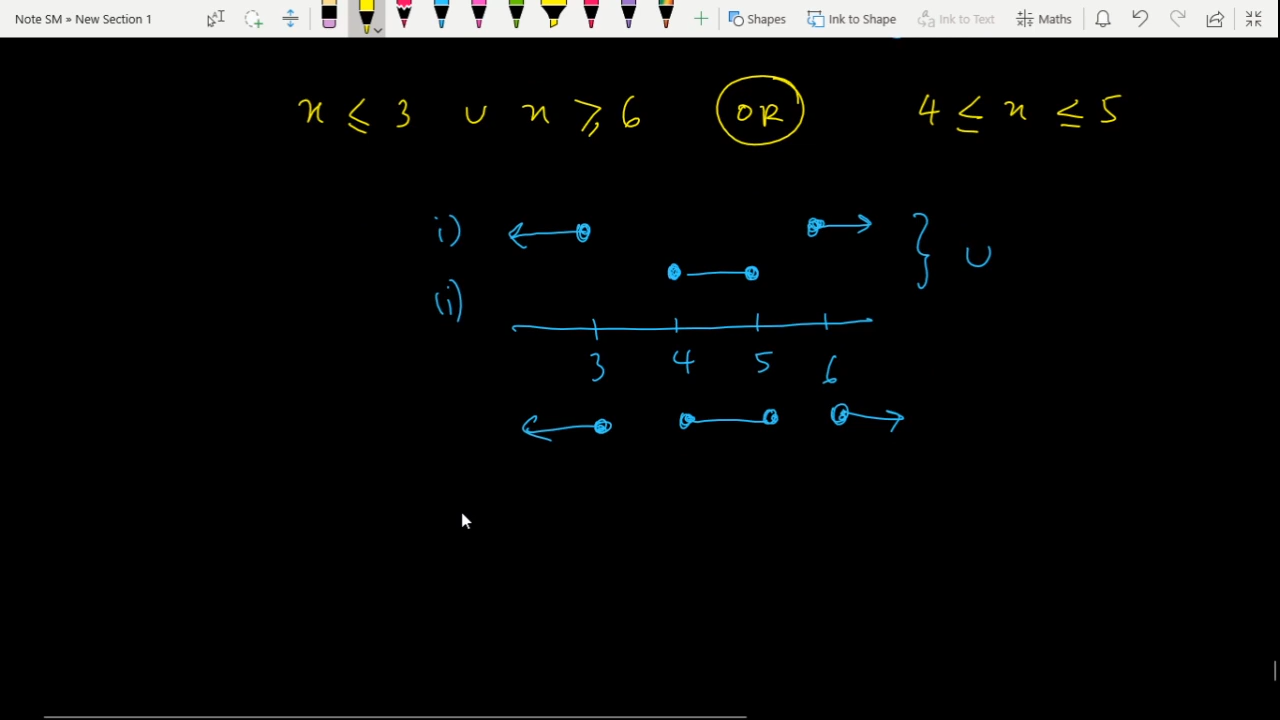 Note SM » New Section 1 Shapes Ink to Shape Ink to Text Maths
x ≤ 3 ∪ x ≥ 6 OR 4 ≤ x ≤ 5
i) } ∪
ii)
3 4 5 6